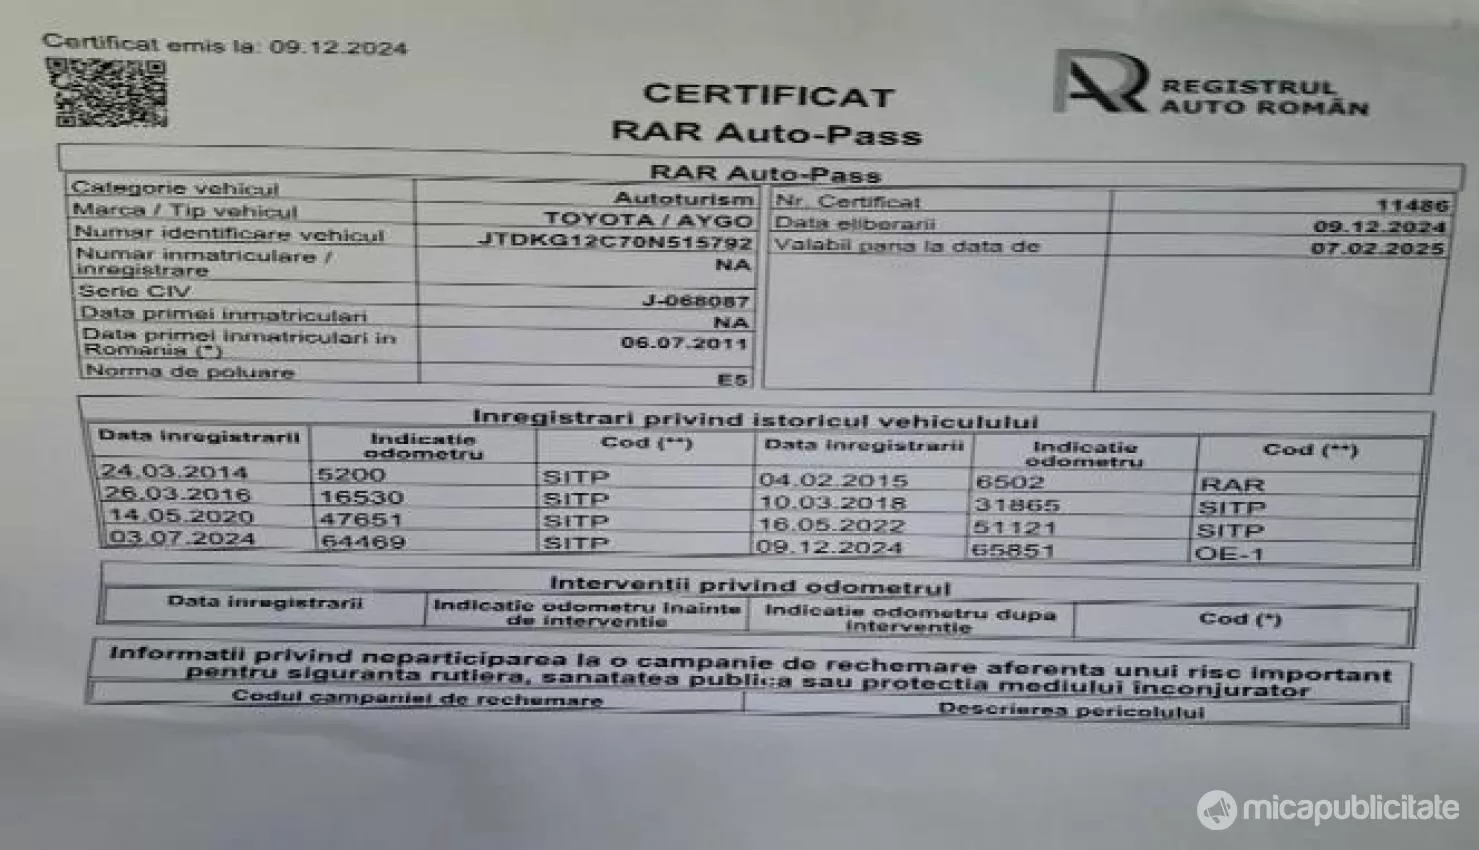 Certificat emis la: 09.12.2024
CERTIFICAT
RAR Auto-Pass
REGISTRUL
AUTO ROMÂN
RAR Auto-Pass
Categorie vehicul Autoturism Nr. Certificat 11486
Marca / Tip vehicul TOYOTA / AYGO Data eliberarii 09.12.2024
Numar identificare vehicul JTDKG12C70N515792 Valabil pana la data de 07.02.2025
Numar inmatriculare /
inregistrare NA
Serie CIV J-068087
Data primei inmatriculari NA
Data primei inmatriculari in
Romania (*) 06.07.2011
Norma de poluare E5
Inregistrari privind istoricul vehiculului
Data inregistrarii Indicatie odometru Cod (**) Data inregistrarii Indicatie odometru Cod (**)
24.03.2014 5200 SITP 04.02.2015 6502 RAR
26.03.2016 16530 SITP 10.03.2018 31865 SITP
14.05.2020 47651 SITP 16.05.2022 51121 SITP
03.07.2024 64469 SITP 09.12.2024 65851 OE-1
Interventii privind odometrul
Data inregistrarii Indicatie odometru inainte de interventie Indicatie odometru dupa interventie Cod (*)
Informatii privind neparticiparea la o campanie de rechemare aferenta unui risc important
pentru siguranta rutiera, sanatatea publica sau protectia mediului inconjurator
Codul campaniei de rechemare Descrierea pericolului
micapublicitate